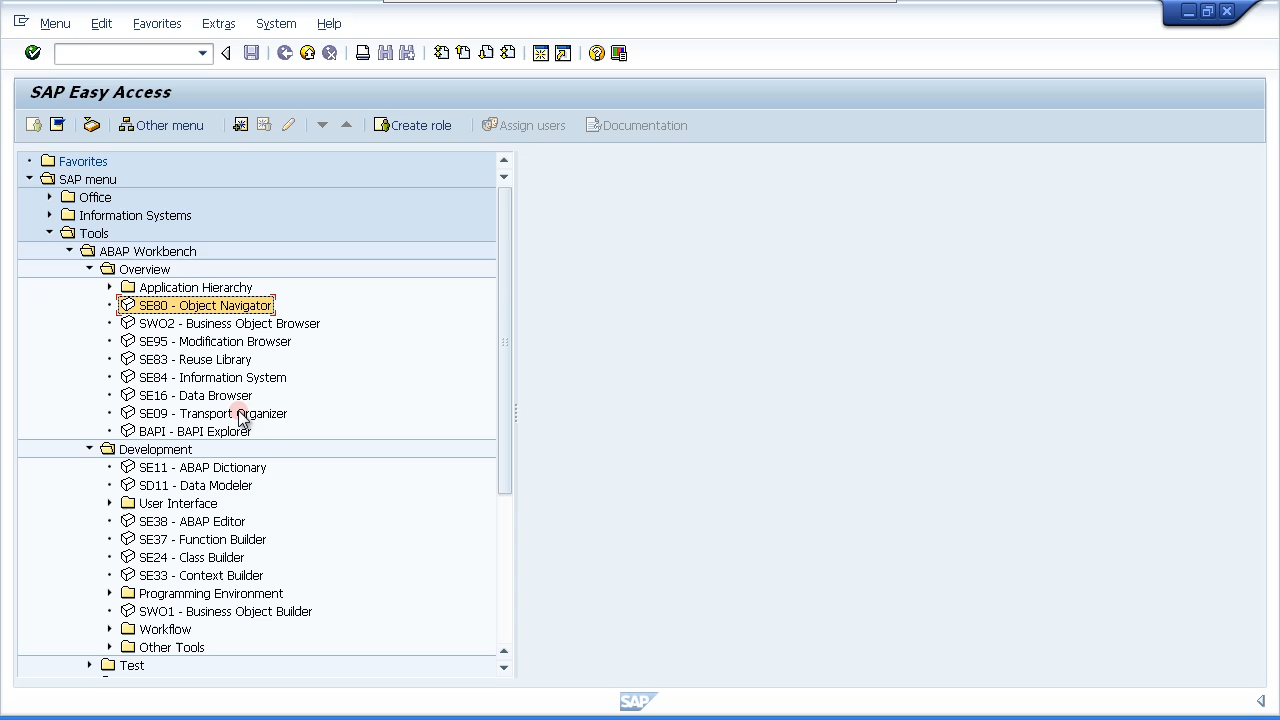 Menu Edit Favorites Extras System Help
SAP Easy Access
Other menu Create role Assign users Documentation
Favorites
SAP menu
Office
Information Systems
Tools
ABAP Workbench
Overview
Application Hierarchy
SE80 - Object Navigator
SWO2 - Business Object Browser
SE95 - Modification Browser
SE83 - Reuse Library
SE84 - Information System
SE16 - Data Browser
SE09 - Transport Organizer
BAPI - BAPI Explorer
Development
SE11 - ABAP Dictionary
SD11 - Data Modeler
User Interface
SE38 - ABAP Editor
SE37 - Function Builder
SE24 - Class Builder
SE33 - Context Builder
Programming Environment
SWO1 - Business Object Builder
Workflow
Other Tools
Test
SAP